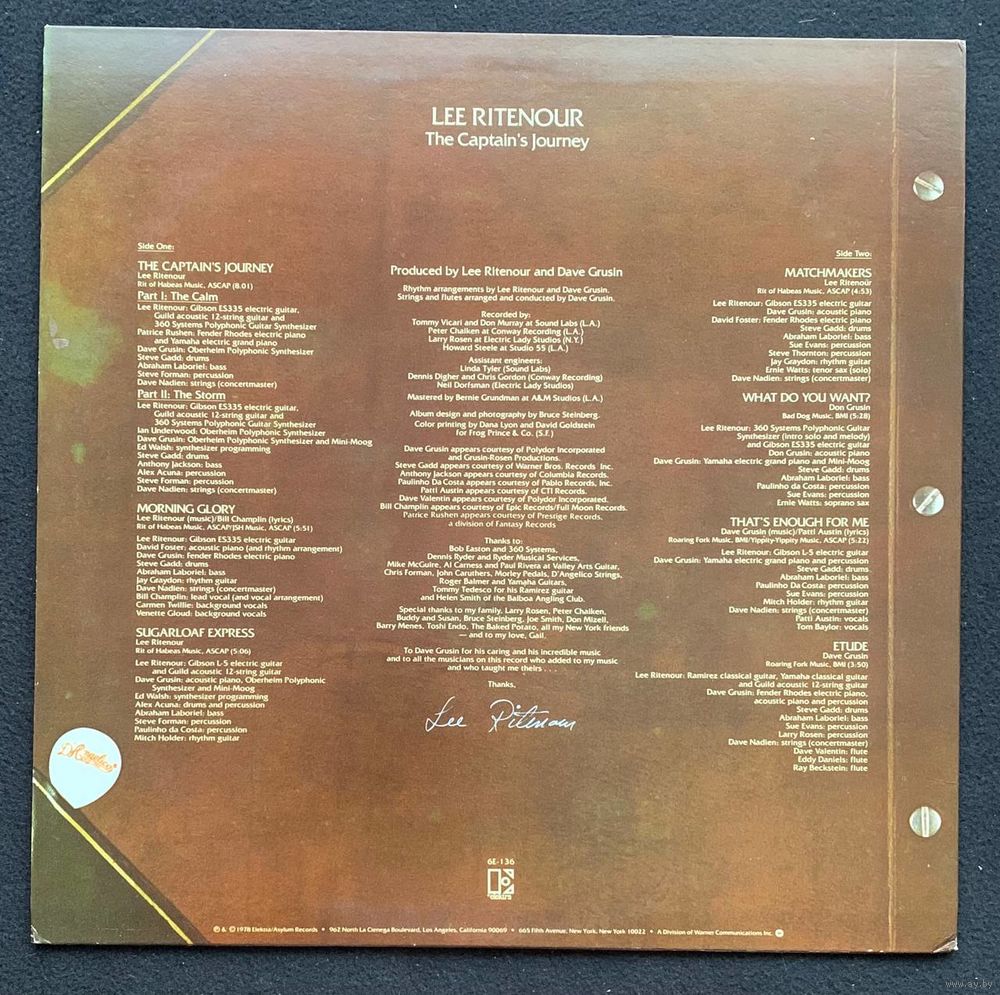 LEE RITENOUR
The Captain's Journey
Side One:
THE CAPTAIN'S JOURNEY
Lee Ritenour
Rit of Habeas Music, ASCAP (8:01)
Part I: The Calm
Lee Ritenour: Gibson ES335 electric guitar,
Guild acoustic 12-string guitar and
360 Systems Polyphonic Guitar Synthesizer
Patrice Rushen: Fender Rhodes electric piano
and Yamaha electric grand piano
Dave Grusin: Oberheim Polyphonic Synthesizer
Steve Gadd: drums
Abraham Laboriel: bass
Steve Forman: percussion
Dave Nadien: strings (concertmaster)
Part II: The Storm
Lee Ritenour: Gibson ES335 electric guitar,
Guild acoustic 12-string guitar and
360 Systems Polyphonic Guitar Synthesizer
Ian Underwood: Oberheim Polyphonic Synthesizer
Dave Grusin: Oberheim Polyphonic Synthesizer and Mini-Moog
Ed Walsh: synthesizer programming
Steve Gadd: drums
Anthony Jackson: bass
Alex Acuna: percussion
Steve Forman: percussion
Dave Nadien: strings (concertmaster)
MORNING GLORY
Lee Ritenour (music)/Bill Champlin (lyrics)
Rit of Habeas Music, ASCAP/JSH Music, ASCAP (5:51)
Lee Ritenour: Gibson ES335 electric guitar
David Foster: acoustic piano (and rhythm arrangement)
Dave Grusin: Fender Rhodes electric piano
Steve Gadd: drums
Abraham Laboriel: bass
Jay Graydon: rhythm guitar
Dave Nadien: strings (concertmaster)
Bill Champlin: lead vocal (and vocal arrangement)
Carmen Twillie: background vocals
Venette Gloud: background vocals
SUGARLOAF EXPRESS
Lee Ritenour
Rit of Habeas Music, ASCAP (5:06)
Lee Ritenour: Gibson L-5 electric guitar
and Guild acoustic 12-string guitar
Dave Grusin: acoustic piano, Oberheim Polyphonic
Synthesizer and Mini-Moog
Ed Walsh: synthesizer programming
Alex Acuna: drums and percussion
Abraham Laboriel: bass
Steve Forman: percussion
Paulinho da Costa: percussion
Mitch Holder: rhythm guitar
D'Angelico
Produced by Lee Ritenour and Dave Grusin
Rhythm arrangements by Lee Ritenour and Dave Grusin.
Strings and flutes arranged and conducted by Dave Grusin.
Recorded by:
Tommy Vicari and Don Murray at Sound Labs (L.A.)
Peter Chaiken at Conway Recording (L.A.)
Larry Rosen at Electric Lady Studios (N.Y.)
Howard Steele at Studio 55 (L.A.)
Assistant engineers:
Linda Tyler (Sound Labs)
Dennis Digher and Chris Gordon (Conway Recording)
Neil Dorfsman (Electric Lady Studios)
Mastered by Bernie Grundman at A&M Studios (L.A.)
Album design and photography by Bruce Steinberg.
Color printing by Dana Lyon and David Goldstein
for Frog Prince & Co. (S.F.)
Dave Grusin appears courtesy of Polydor Incorporated
and Grusin-Rosen Productions.
Steve Gadd appears courtesy of Warner Bros. Records Inc.
Anthony Jackson appears courtesy of Columbia Records.
Paulinho Da Costa appears courtesy of Pablo Records, Inc.
Patti Austin appears courtesy of CTI Records.
Dave Valentin appears courtesy of Polydor Incorporated.
Bill Champlin appears courtesy of Epic Records/Full Moon Records.
Patrice Rushen appears courtesy of Prestige Records,
a division of Fantasy Records
Thanks to:
Bob Easton and 360 Systems,
Dennis Ryder and Ryder Musical Services,
Mike McGuire, Al Carness and Paul Rivera at Valley Arts Guitar,
Chris Forman, John Caruthers, Morley Pedals, D'Angelico Strings,
Roger Balmer and Yamaha Guitars,
Tommy Tedesco for his Ramirez guitar
and Helen Smith of the Balboa Angling Club.
Special thanks to my family, Larry Rosen, Peter Chaiken,
Buddy and Susan, Bruce Steinberg, Joe Smith, Don Mizell,
Barry Menes, Toshi Endo, The Baked Potato, all my New York friends
— and to my love, Gail.
To Dave Grusin for his caring and his incredible music
and to all the musicians on this record who added to my music
and who taught me theirs . . .
Thanks,
Lee Ritenour
Side Two:
MATCHMAKERS
Lee Ritenour
Rit of Habeas Music, ASCAP (4:53)
Lee Ritenour: Gibson ES335 electric guitar
Dave Grusin: acoustic piano
David Foster: Fender Rhodes electric piano
Steve Gadd: drums
Abraham Laboriel: bass
Sue Evans: percussion
Steve Thornton: percussion
Jay Graydon: rhythm guitar
Ernie Watts: tenor sax (solo)
Dave Nadien: strings (concertmaster)
WHAT DO YOU WANT?
Don Grusin
Bad Dog Music, BMI (5:28)
Lee Ritenour: 360 Systems Polyphonic Guitar
Synthesizer (intro solo and melody)
and Gibson ES335 electric guitar
Don Grusin: acoustic piano
Dave Grusin: Yamaha electric grand piano and Mini-Moog
Steve Gadd: drums
Abraham Laboriel: bass
Paulinho da Costa: percussion
Sue Evans: percussion
Ernie Watts: soprano sax
THAT'S ENOUGH FOR ME
Dave Grusin (music)/Patti Austin (lyrics)
Roaring Fork Music, BMI/Yippity-Yippity Music, ASCAP (5:22)
Lee Ritenour: Gibson L-5 electric guitar
Dave Grusin: Yamaha electric grand piano and percussion
Steve Gadd: drums
Abraham Laboriel: bass
Paulinho Da Costa: percussion
Sue Evans: percussion
Mitch Holder: rhythm guitar
Dave Nadien: strings (concertmaster)
Patti Austin: vocals
Tom Baylor: vocals
ETUDE
Dave Grusin
Roaring Fork Music, BMI (3:50)
Lee Ritenour: Ramirez classical guitar, Yamaha classical guitar
and Guild acoustic 12-string guitar
Dave Grusin: Fender Rhodes electric piano,
acoustic piano and percussion
Steve Gadd: drums
Abraham Laboriel: bass
Sue Evans: percussion
Larry Rosen: percussion
Dave Nadien: strings (concertmaster)
Dave Valentin: flute
Eddy Daniels: flute
Ray Beckstein: flute
6E-136
elektra
℗ & © 1978 Elektra/Asylum Records • 962 North La Cienega Boulevard, Los Angeles, California 90069 • 665 Fifth Avenue, New York, New York 10022 • A Division of Warner Communications Inc.
www.ay.by